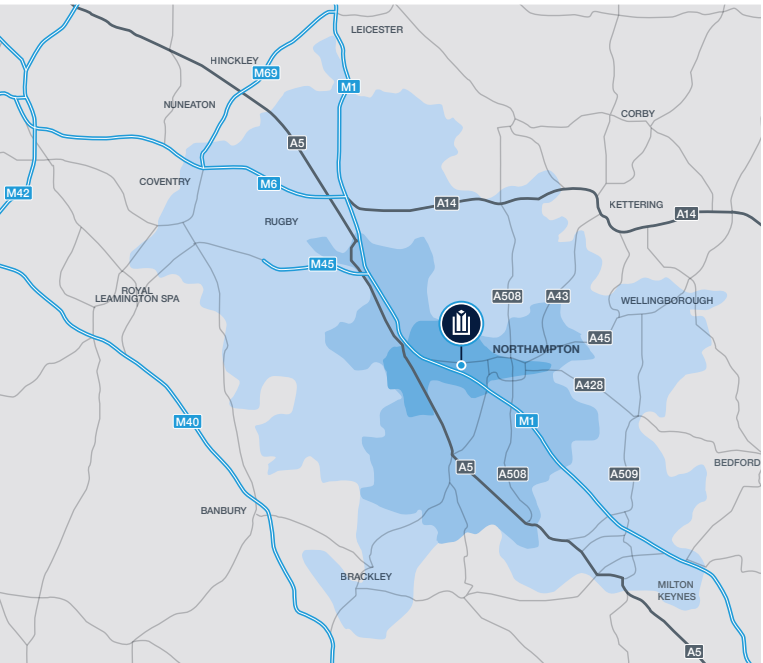 LEICESTER
HINCKLEY
M69
M1
NUNEATON
CORBY
A5
COVENTRY
M6
M42
A14
KETTERING
A14
RUGBY
M45
ROYAL
LEAMINGTON SPA
A508
A43
WELLINGBOROUGH
A45
NORTHAMPTON
A428
M40
M1
BEDFORD
A5
A508
A509
BANBURY
BRACKLEY
MILTON
KEYNES
A5